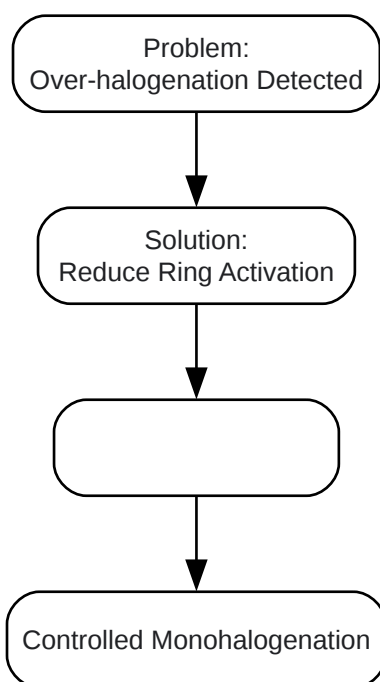 Problem:
Over-halogenation Detected
Solution:
Reduce Ring Activation
Controlled Monohalogenation